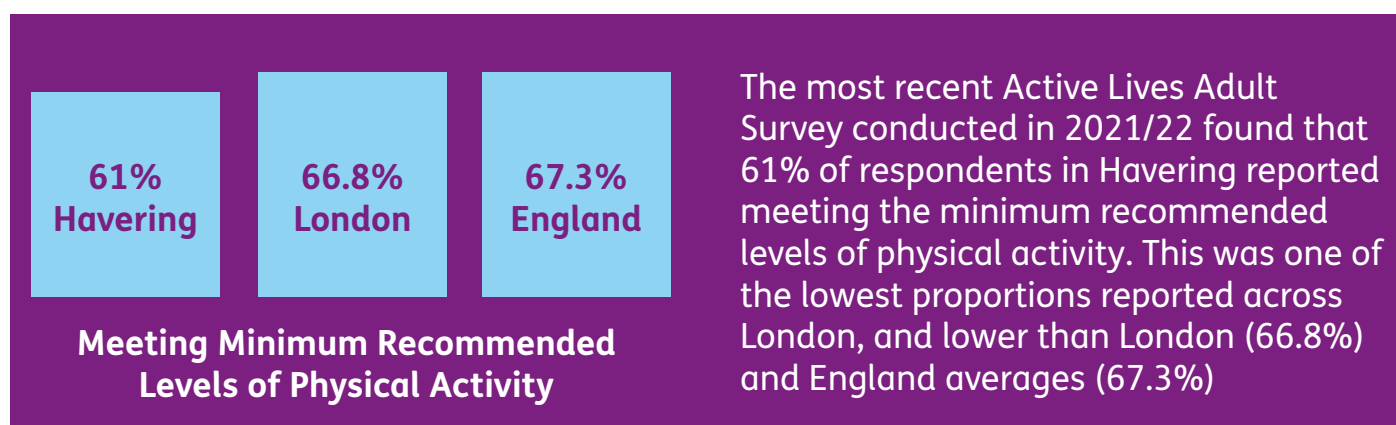 61%
Havering
66.8%
London
67.3%
England
Meeting Minimum Recommended
Levels of Physical Activity
The most recent Active Lives Adult
Survey conducted in 2021/22 found that
61% of respondents in Havering reported
meeting the minimum recommended
levels of physical activity. This was one of
the lowest proportions reported across
London, and lower than London (66.8%)
and England averages (67.3%)